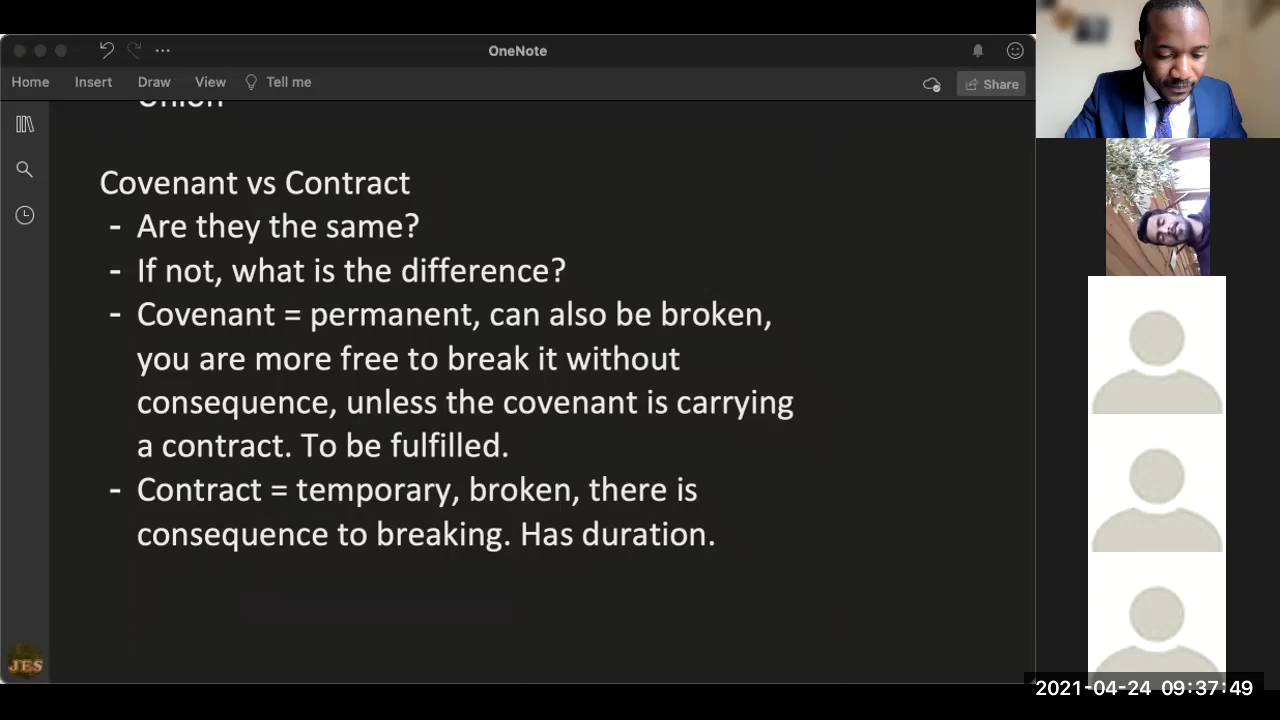 OneNote
Home Insert Draw View Tell me Share
Union
Covenant vs Contract
- Are they the same?
- If not, what is the difference?
- Covenant = permanent, can also be broken,
you are more free to break it without
consequence, unless the covenant is carrying
a contract. To be fulfilled.
- Contract = temporary, broken, there is
consequence to breaking. Has duration.
JES
2021-04-24 09:37:49